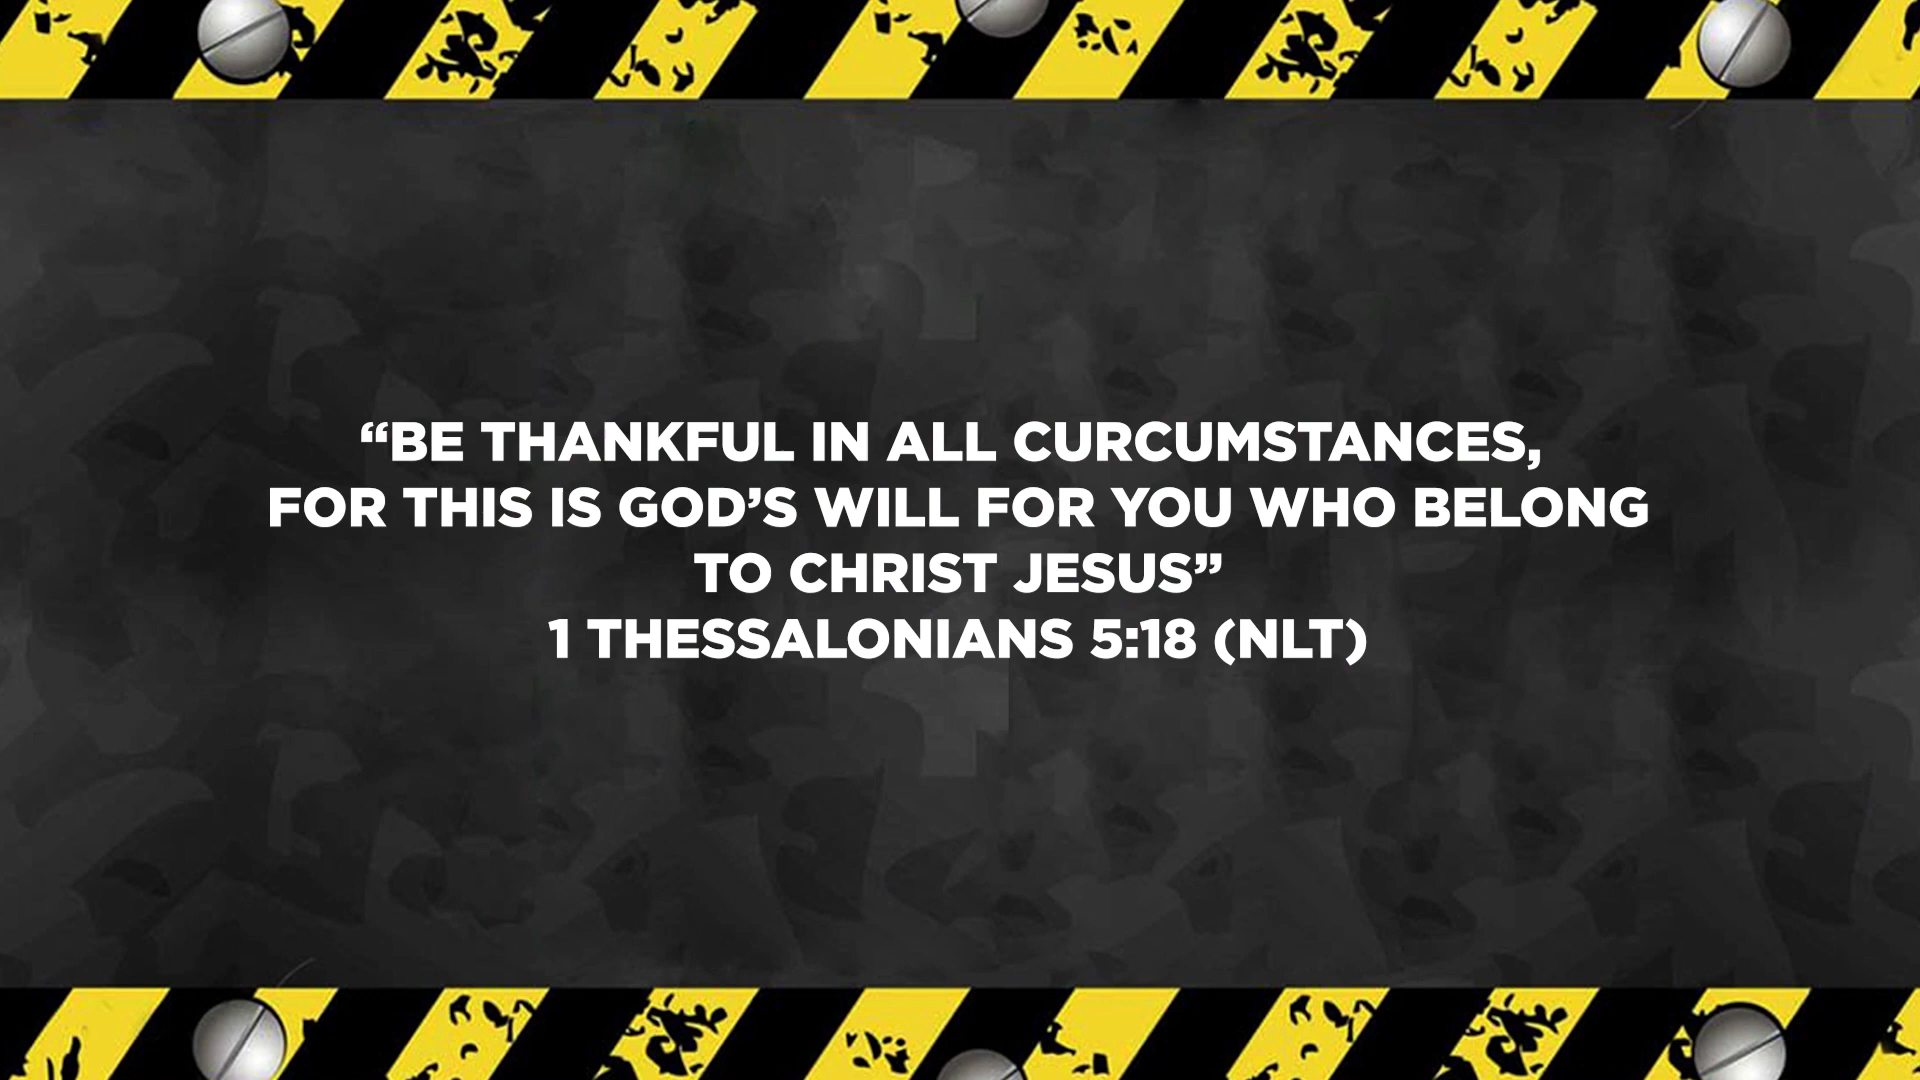 “BE THANKFUL IN ALL CURCUMSTANCES,
FOR THIS IS GOD’S WILL FOR YOU WHO BELONG
TO CHRIST JESUS”
1 THESSALONIANS 5:18 (NLT)